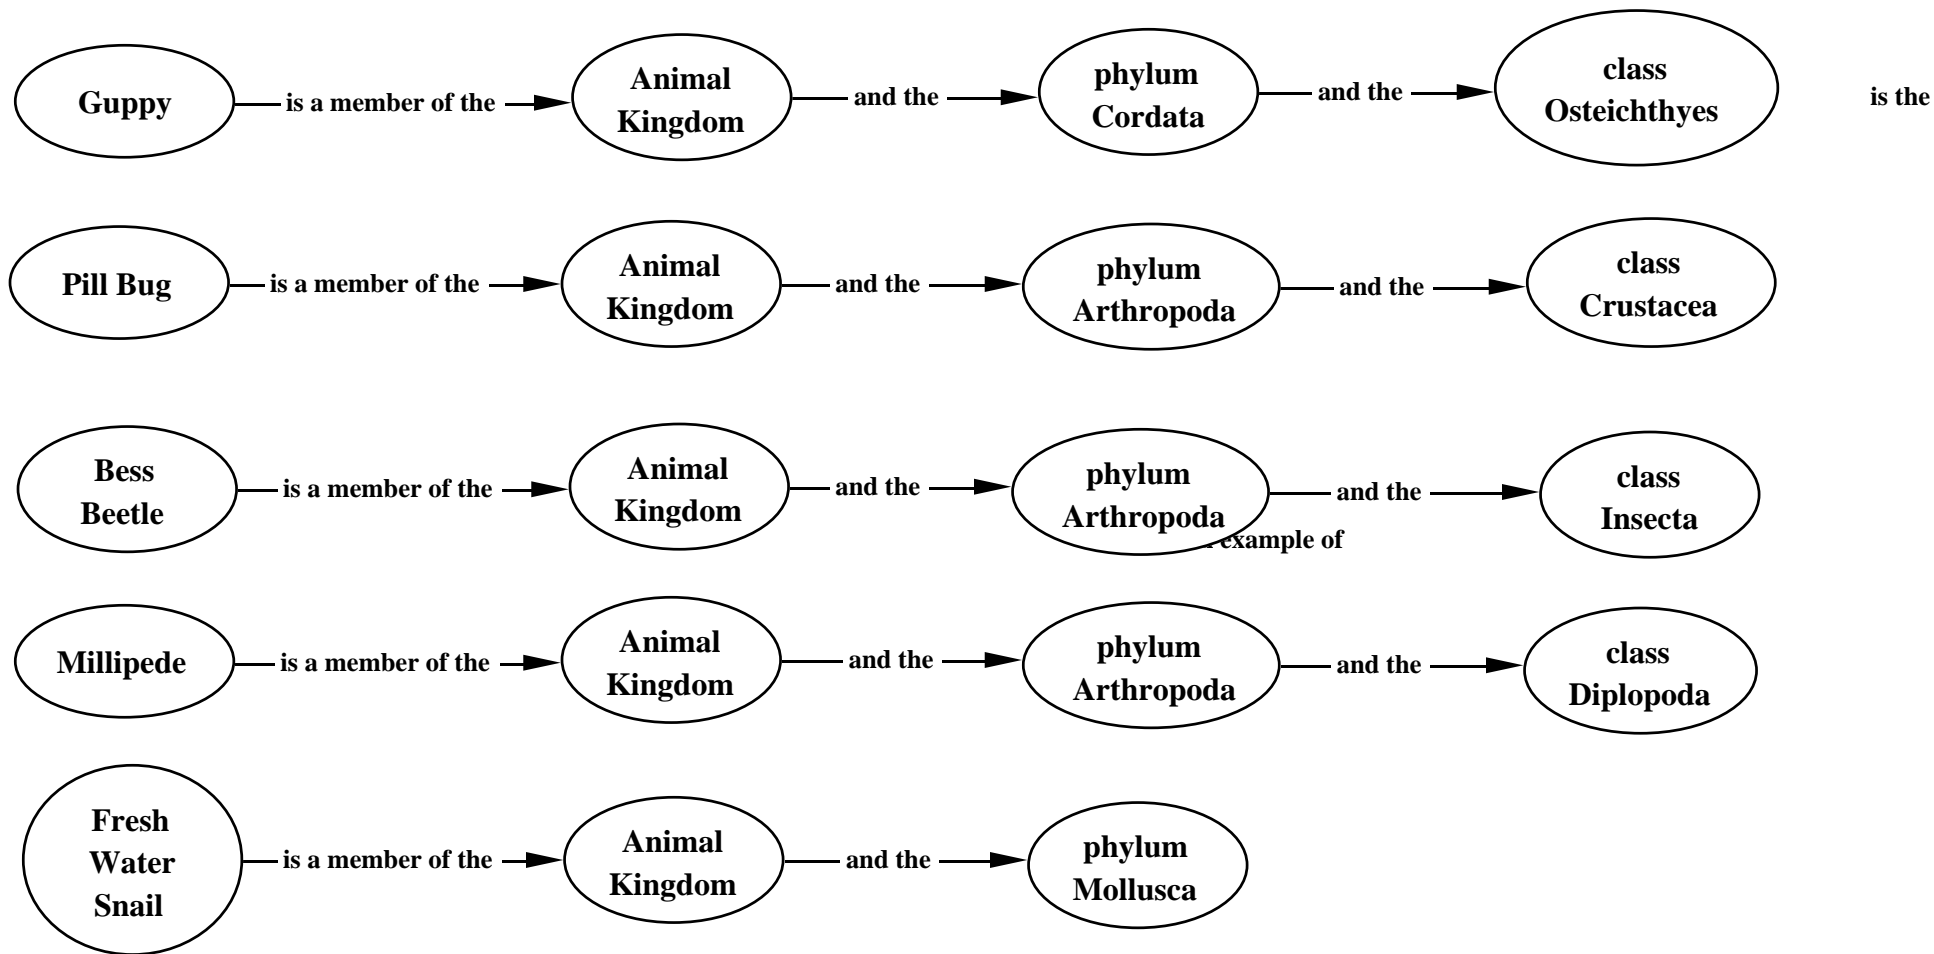 Guppy is a member of the Animal Kingdom and the phylum Cordata and the class Osteichthyes is the
Pill Bug is a member of the Animal Kingdom and the phylum Arthropoda and the class Crustacea
Bess Beetle is a member of the Animal Kingdom and the phylum Arthropoda and the class Insecta
example of
Millipede is a member of the Animal Kingdom and the phylum Arthropoda and the class Diplopoda
Fresh Water Snail is a member of the Animal Kingdom and the phylum Mollusca